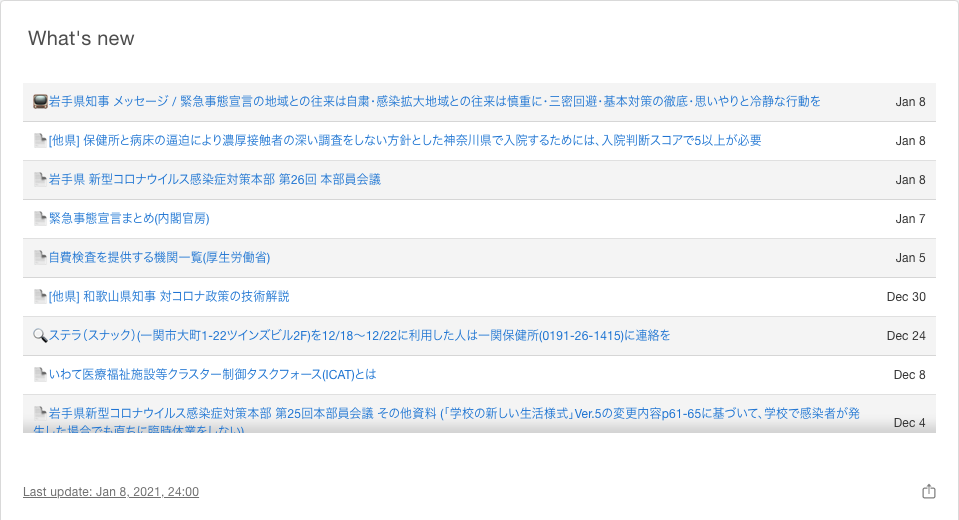 What's new
岩手県知事 メッセージ / 緊急事態宣言の地域との往来は自粛・感染拡大地域との往来は慎重に・三密回避・基本対策の徹底・思いやりと冷静な行動を
Jan 8
[他県] 保健所と病床の逼迫により濃厚接触者の深い調査をしない方針とした神奈川県で入院するためには、入院判断スコアで5以上が必要
Jan 8
岩手県 新型コロナウイルス感染症対策本部 第26回 本部員会議
Jan 8
緊急事態宣言まとめ(内閣官房)
Jan 7
自費検査を提供する機関一覧(厚生労働省)
Jan 5
[他県] 和歌山県知事 対コロナ政策の技術解説
Dec 30
ステラ（スナック）(一関市大町1-22ツインズビル2F)を12/18〜12/22に利用した人は一関保健所(0191-26-1415)に連絡を
Dec 24
いわて医療福祉施設等クラスター制御タスクフォース(ICAT)とは
Dec 8
岩手県新型コロナウイルス感染症対策本部 第25回本部員会議 その他資料 (「学校の新しい生活様式」Ver.5の変更内容p61-65に基づいて、学校で感染者が発
生した場合でも直ちに臨時休業をしない)
Dec 4
Last update: Jan 8, 2021, 24:00